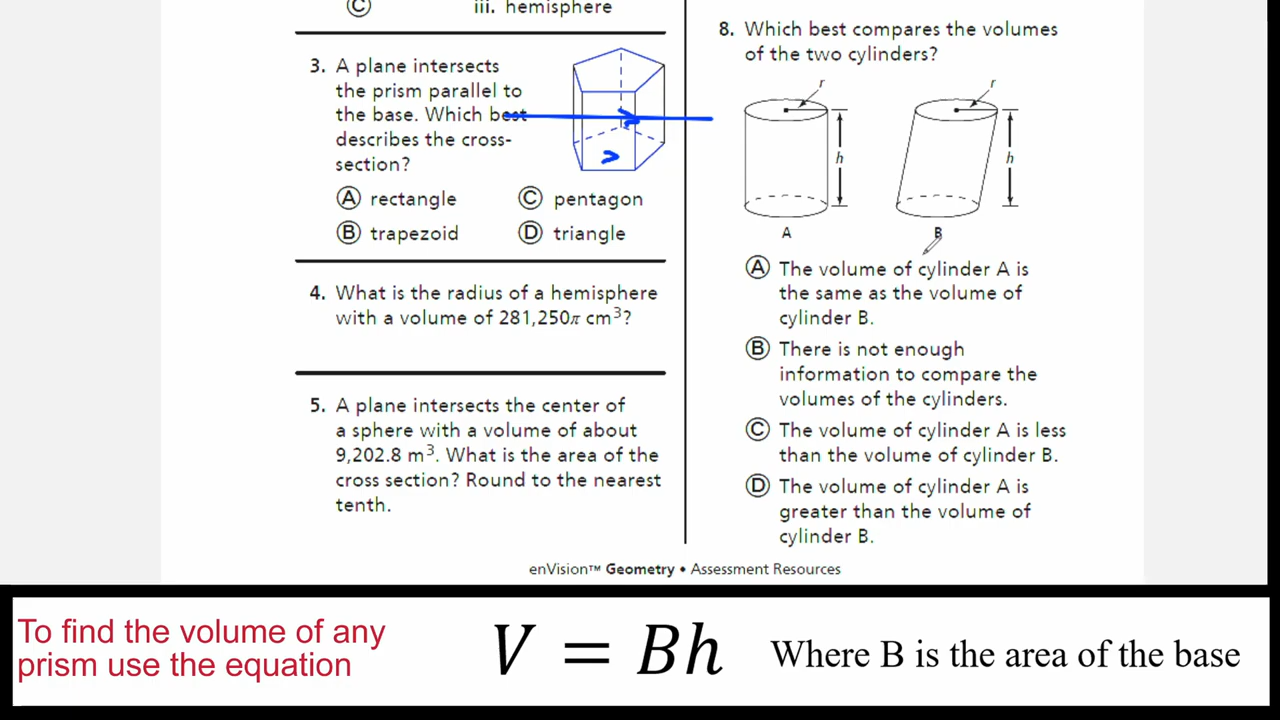 Ⓒ iii. hemisphere
3. A plane intersects
the prism parallel to
the base. Which best
describes the cross-
section?
Ⓐ rectangle Ⓒ pentagon
Ⓑ trapezoid Ⓓ triangle
4. What is the radius of a hemisphere
with a volume of 281,250π cm³?
5. A plane intersects the center of
a sphere with a volume of about
9,202.8 m³. What is the area of the
cross section? Round to the nearest
tenth.
8. Which best compares the volumes
of the two cylinders?
r r
h h
A B
Ⓐ The volume of cylinder A is
the same as the volume of
cylinder B.
Ⓑ There is not enough
information to compare the
volumes of the cylinders.
Ⓒ The volume of cylinder A is less
than the volume of cylinder B.
Ⓓ The volume of cylinder A is
greater than the volume of
cylinder B.
enVision™ Geometry • Assessment Resources
To find the volume of any
prism use the equation
V = Bh
Where B is the area of the base